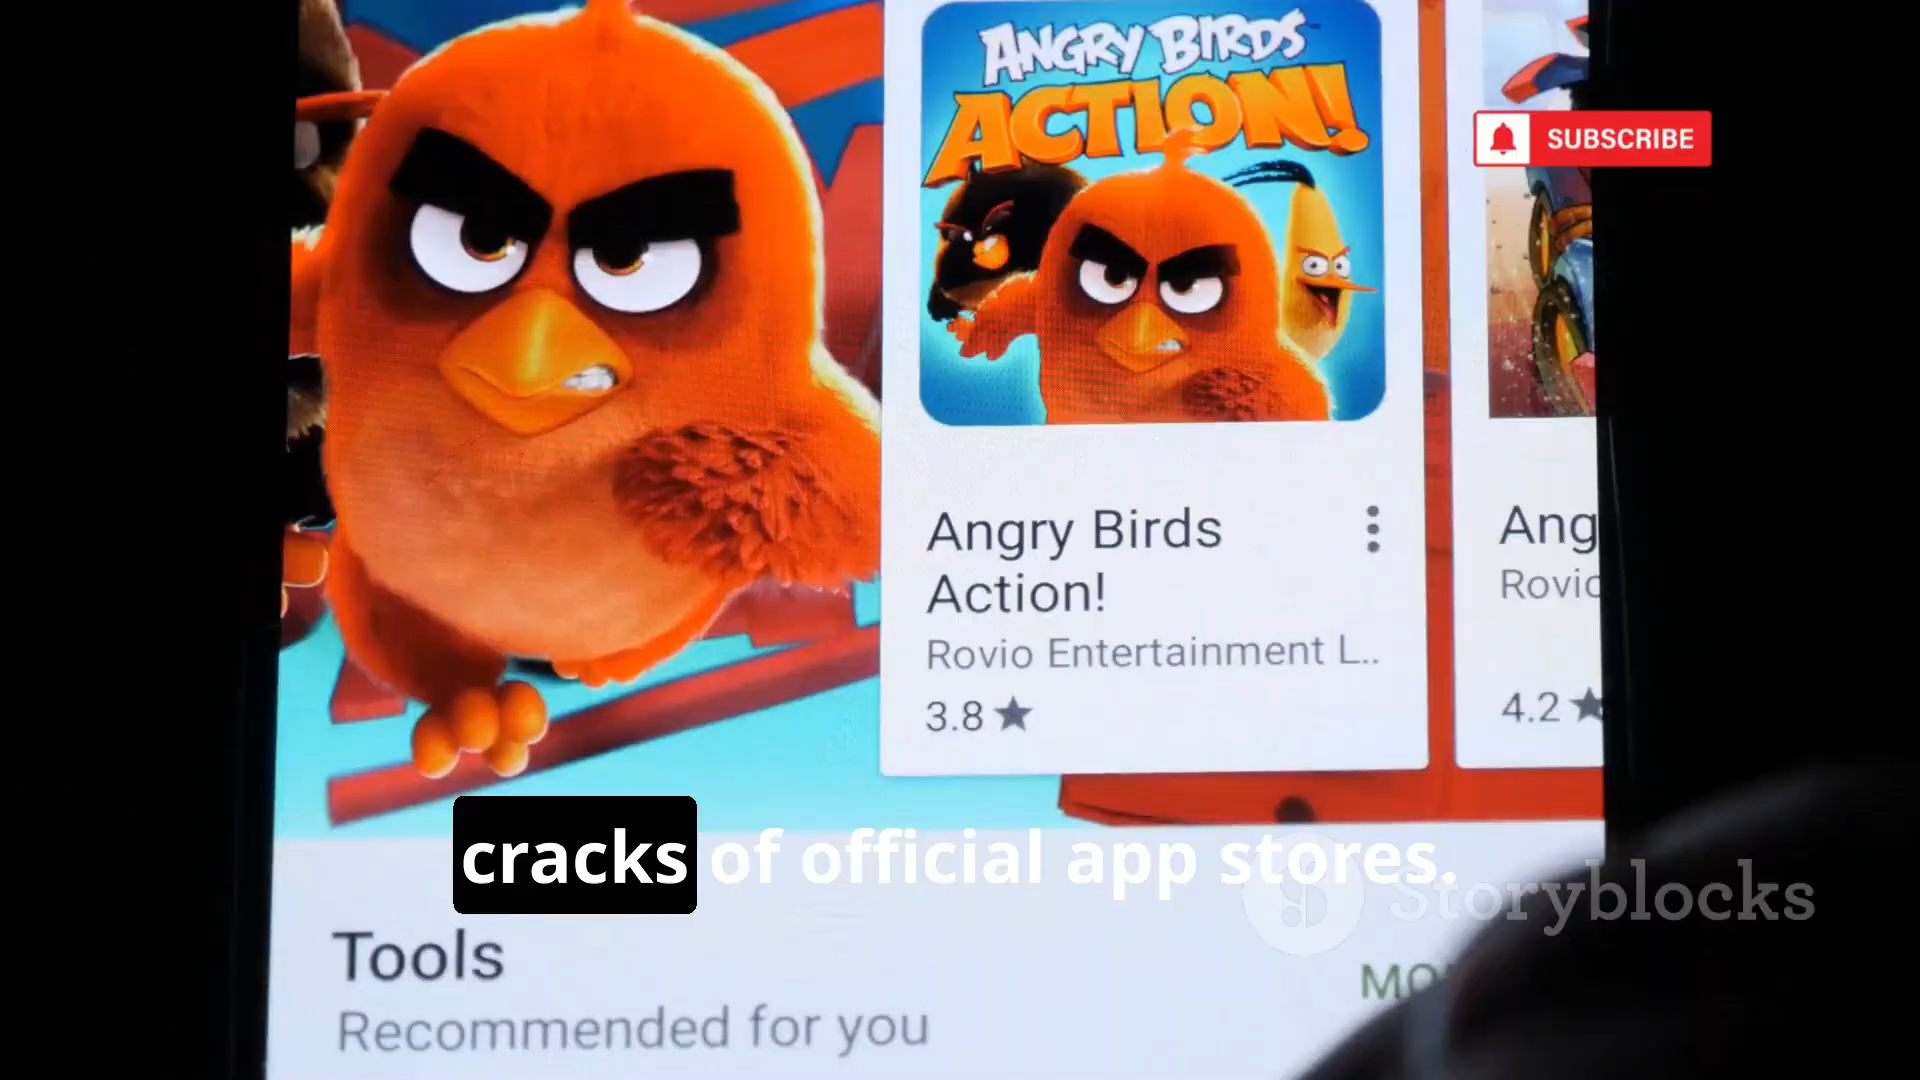 ANGRY BIRDS
ACTION!
SUBSCRIBE
Angry Birds
Action!
Rovio Entertainment L..
3.8
Ang
Rovio
4.2
cracks of official app stores.
Storyblocks
Tools
MO
Recommended for you